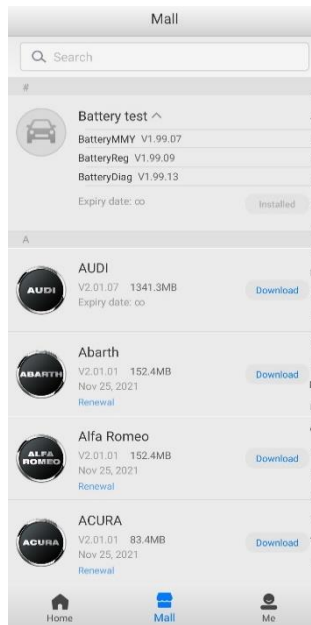 Mall
Search
#
Battery test
BatteryMMY V1.99.07
BatteryReg V1.99.09
BatteryDiag V1.99.13
Expiry date: ∞
Installed
A
AUDI
AUDI
V2.01.07 1341.3MB
Download
Expiry date: ∞
Abarth
ABARTH
V2.01.01 152.4MB
Download
Nov 25, 2021
Renewal
Alfa Romeo
ALFA
ROMEO
V2.01.01 152.4MB
Download
Nov 25, 2021
Renewal
ACURA
ACURA
V2.01.01 83.4MB
Download
Nov 25, 2021
Renewal
Home
Mall
Me